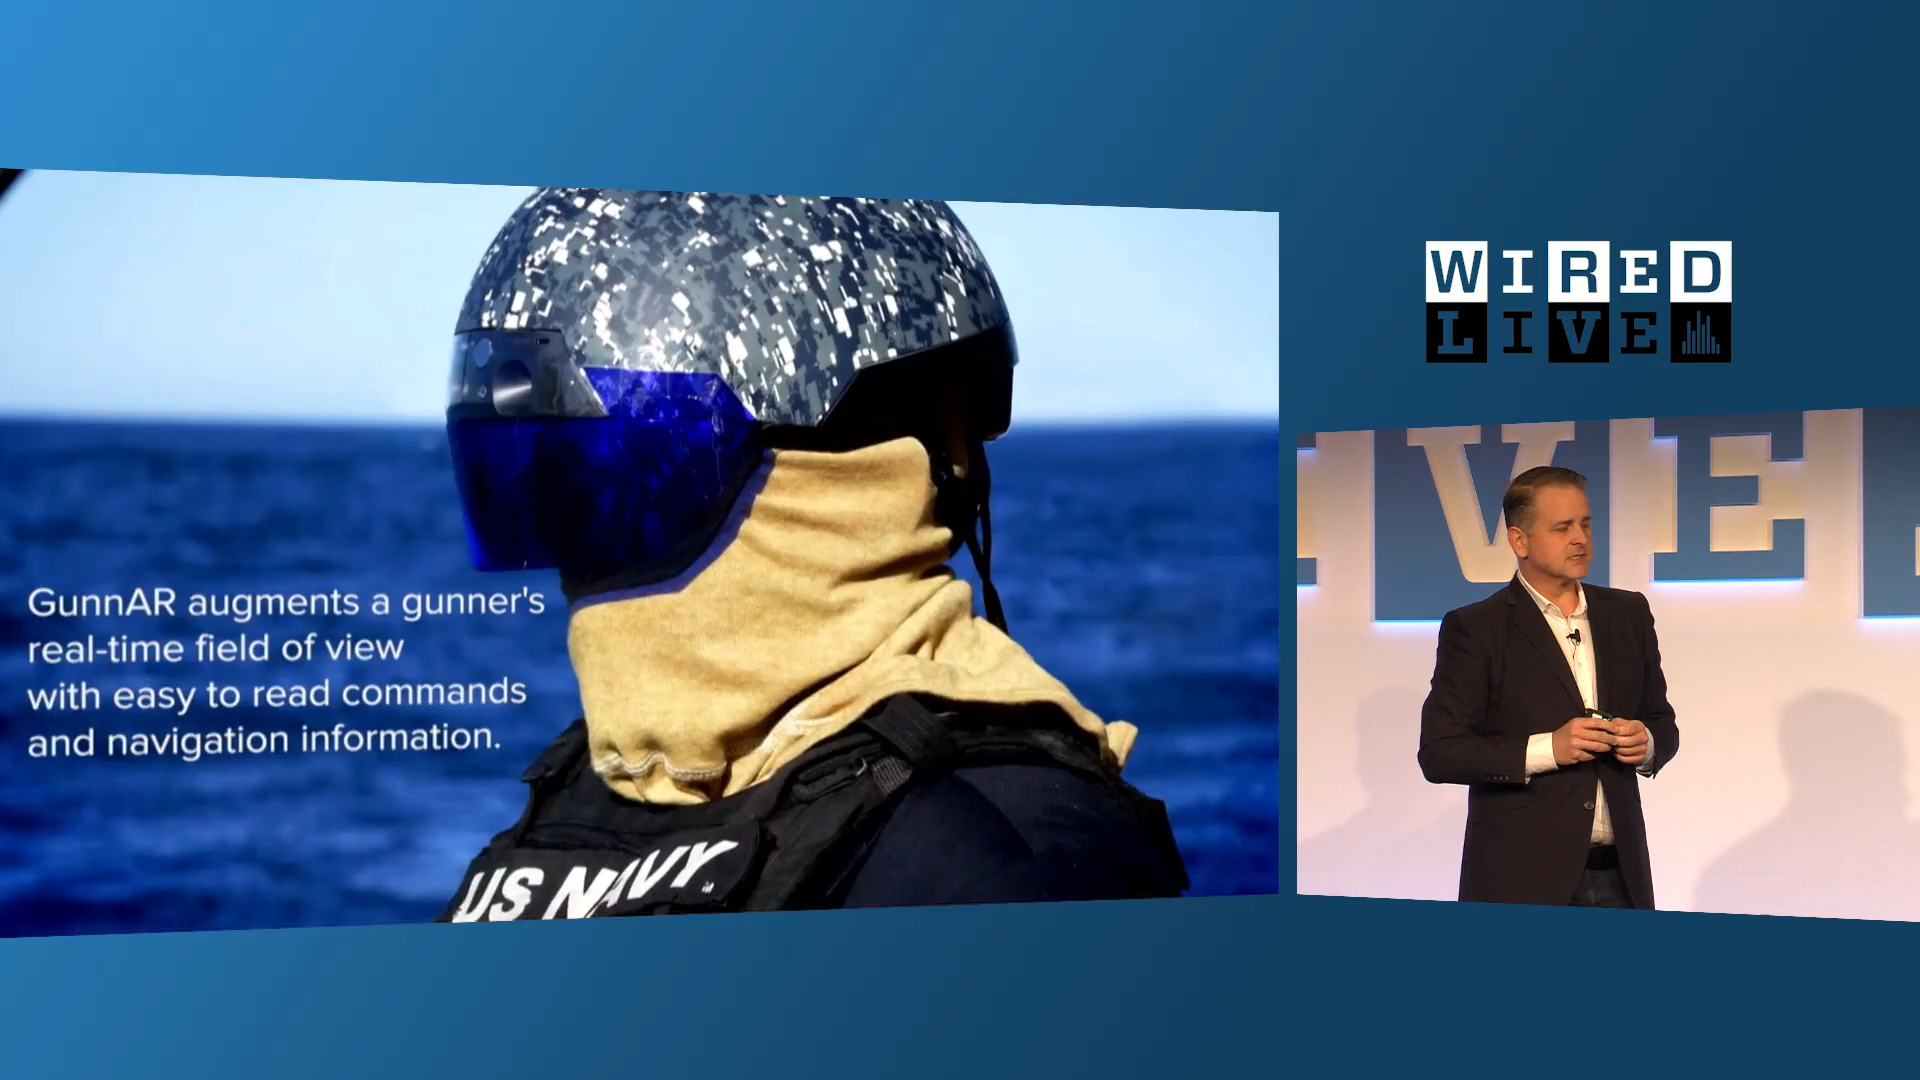 GunnAR augments a gunner's
real-time field of view
with easy to read commands
and navigation information.
US NAVY
WIRED
LIVE
VE